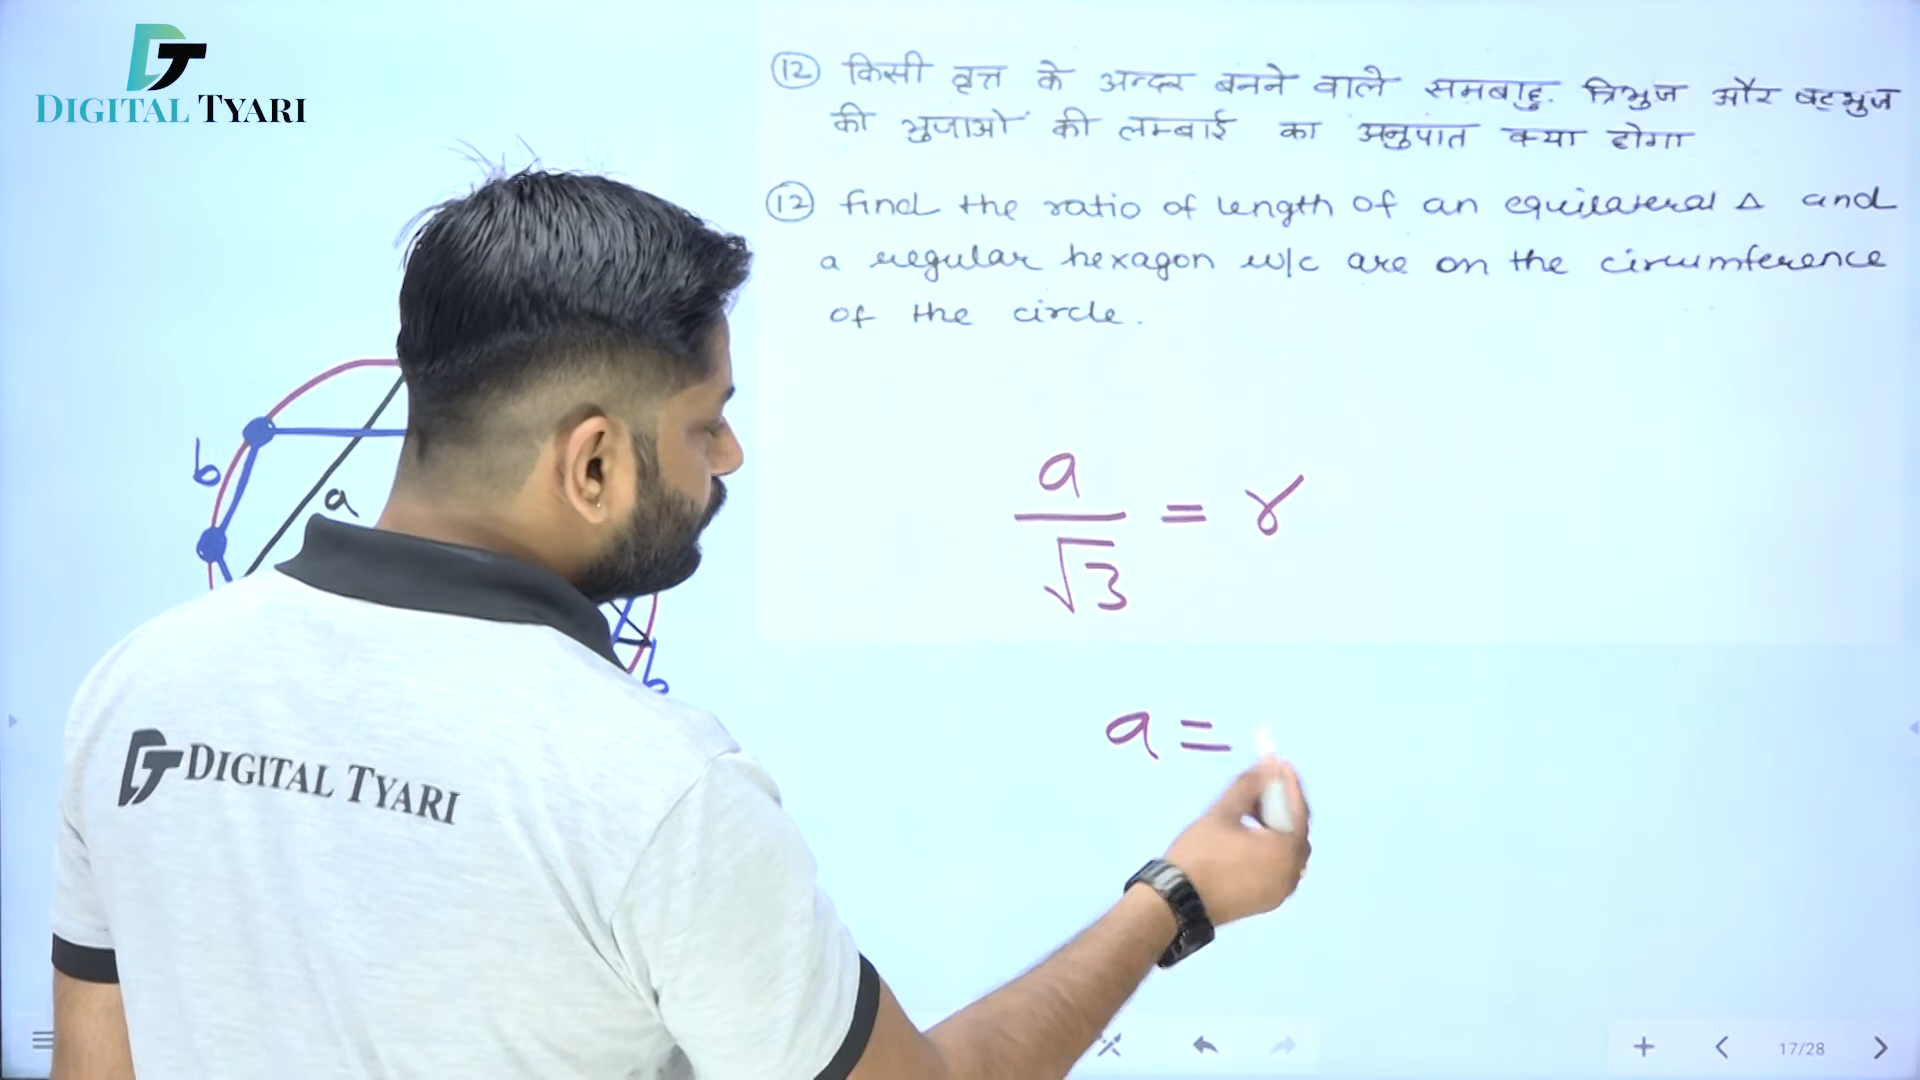 DIGITAL TYARI
(12) किसी वृत्त के अन्दर बनने वाले समबाहु त्रिभुज और षटभुज
की भुजाओं की लम्बाई का अनुपात क्या होगा
(12) find the ratio of length of an equilateral Δ and
a regular hexagon w/c are on the circumference
of the circle.
b
a
a/√3 = r
b
a =
DIGITAL TYARI
17/28